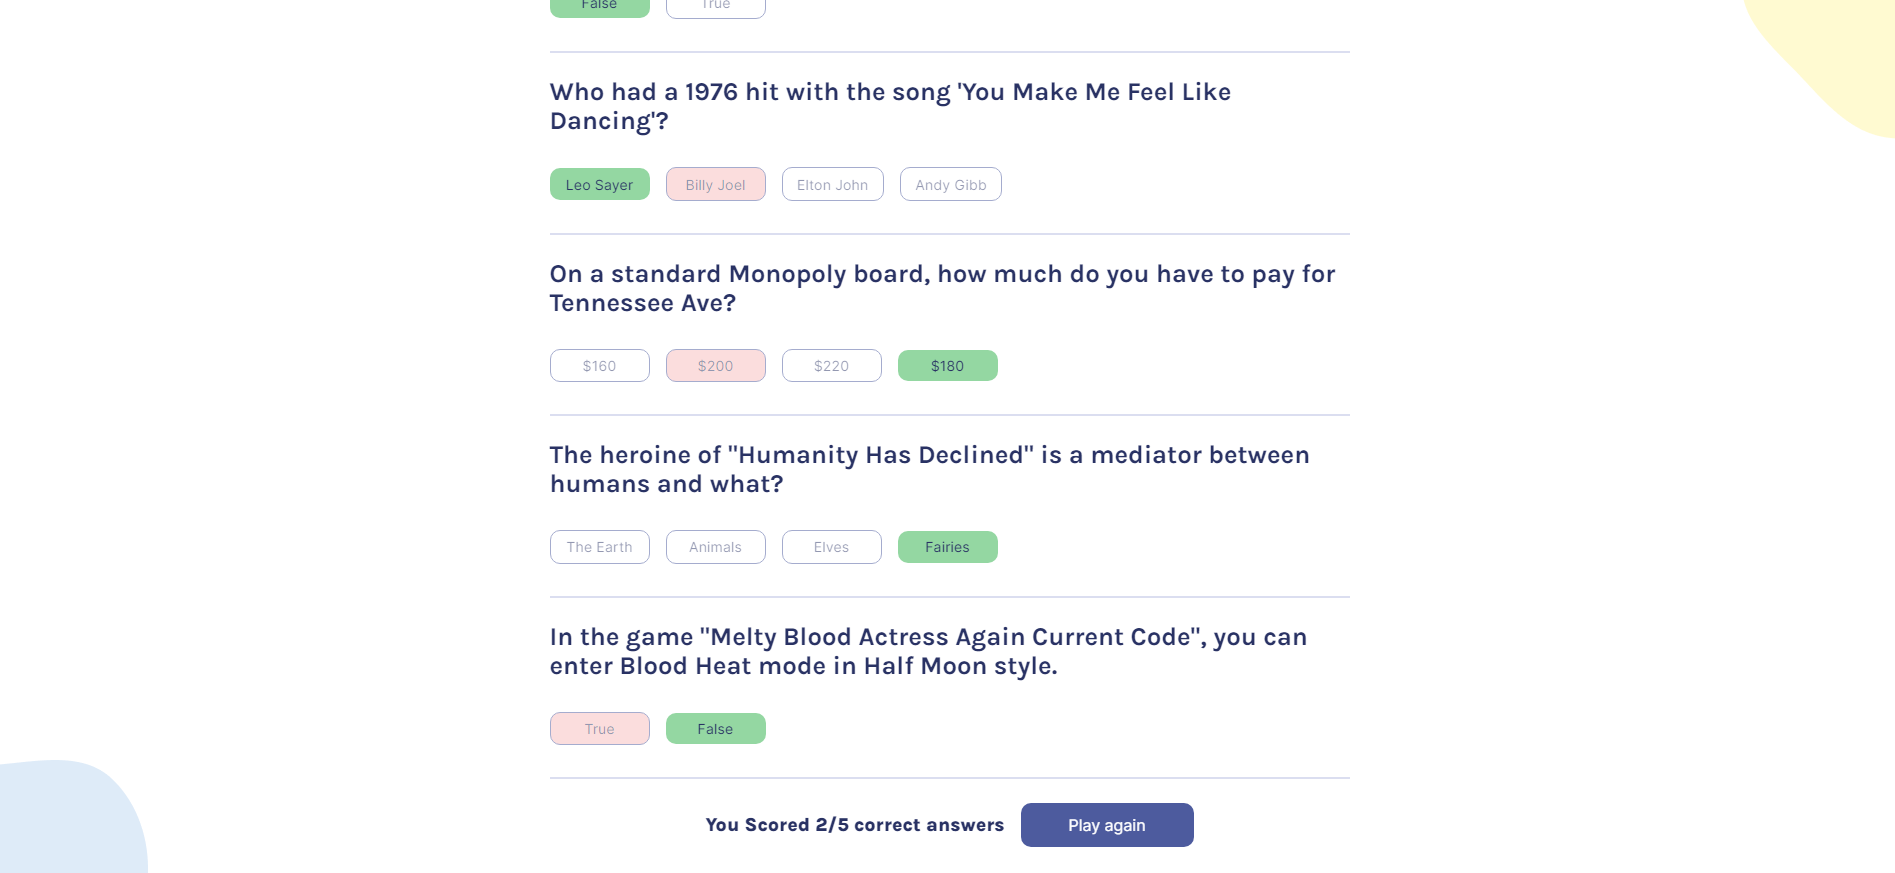 False True
Who had a 1976 hit with the song 'You Make Me Feel Like
Dancing'?
Leo Sayer Billy Joel Elton John Andy Gibb
On a standard Monopoly board, how much do you have to pay for
Tennessee Ave?
$160 $200 $220 $180
The heroine of "Humanity Has Declined" is a mediator between
humans and what?
The Earth Animals Elves Fairies
In the game "Melty Blood Actress Again Current Code", you can
enter Blood Heat mode in Half Moon style.
True False
You Scored 2/5 correct answers Play again